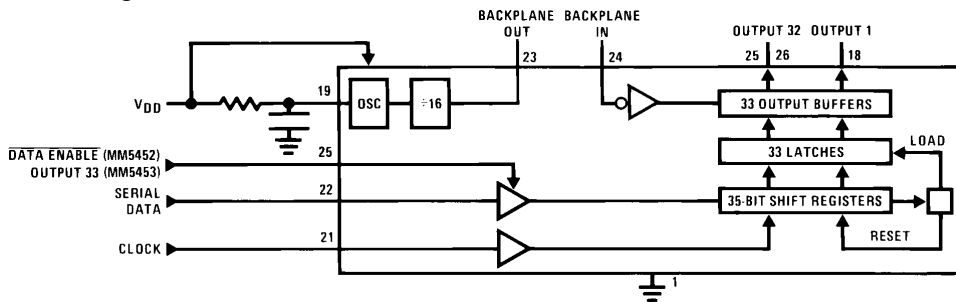 BACKPLANE OUT
BACKPLANE IN
OUTPUT 32 OUTPUT 1
23
24
25 26
18
VDD
19
OSC
÷16
33 OUTPUT BUFFERS
LOAD
33 LATCHES
DATA ENABLE (MM5452)
OUTPUT 33 (MM5453)
25
SERIAL DATA
22
35-BIT SHIFT REGISTERS
RESET
CLOCK
21
1